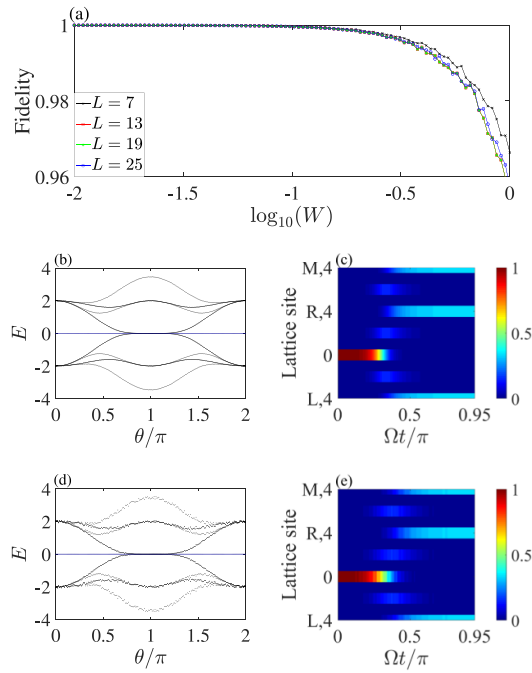 (a)
1
0.98
0.96
Fidelity
L = 7
L = 13
L = 19
L = 25
-2 -1.5 -1 -0.5 0
log₁₀(W)
(b)
4
2
0
-2
-4
E
0 0.5 1 1.5 2
θ/π
(c)
M,4
R,4
0
L,4
Lattice site
0 0.5 0.95
Ωt/π
1
0.5
0
(d)
4
2
0
-2
-4
E
0 0.5 1 1.5 2
θ/π
(e)
M,4
R,4
0
L,4
Lattice site
0 0.5 0.95
Ωt/π
1
0.5
0